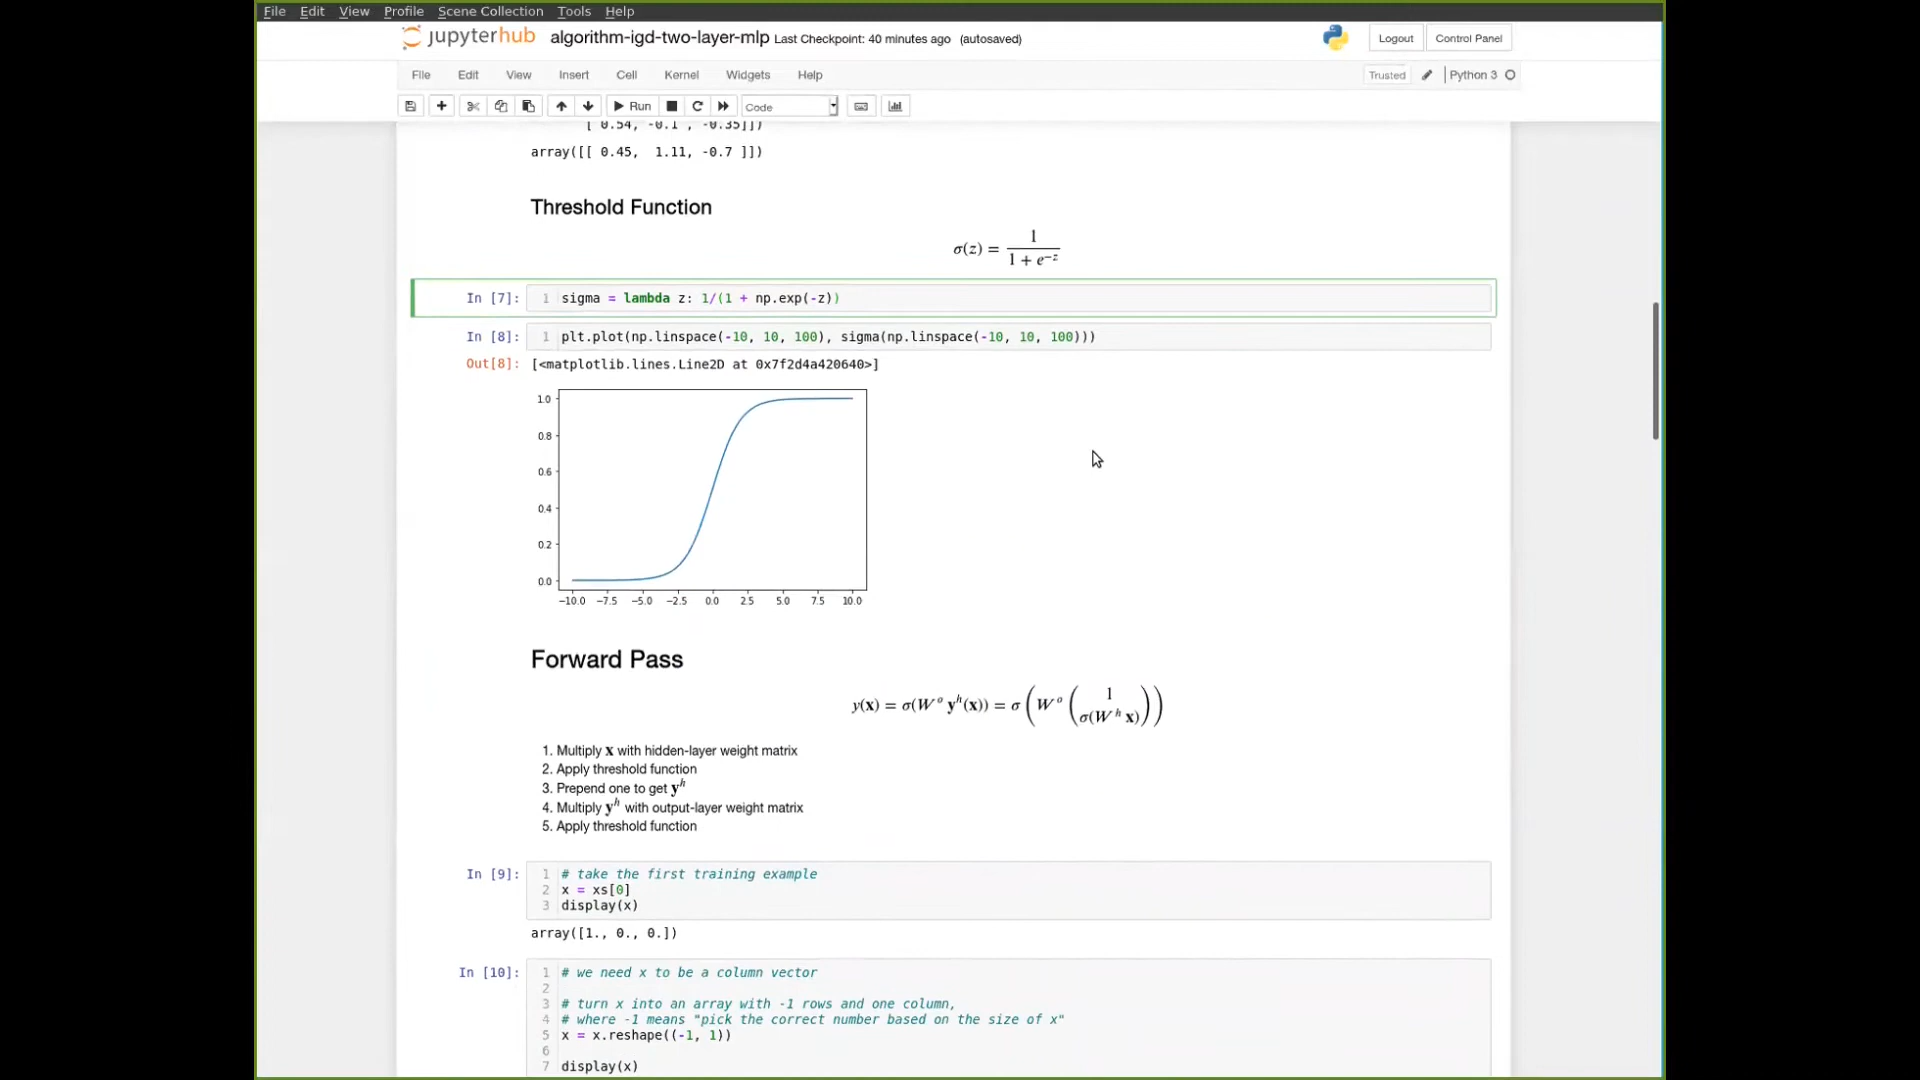 File Edit View Profile Scene Collection Tools Help
jupyterhub algorithm-igd-two-layer-mlp Last Checkpoint: 40 minutes ago (autosaved) Logout Control Panel
File Edit View Insert Cell Kernel Widgets Help Trusted Python 3
Run Code
[ 0.54, -0.1 , -0.35]])
array([[ 0.45, 1.11, -0.7 ]])
Threshold Function
σ(z) = 1 / (1 + e^{−z})
In [7]: 1 sigma = lambda z: 1/(1 + np.exp(-z))
In [8]: 1 plt.plot(np.linspace(-10, 10, 100), sigma(np.linspace(-10, 10, 100)))
Out[8]: [<matplotlib.lines.Line2D at 0x7f2d4a420640>]
1.0
0.8
0.6
0.4
0.2
0.0
−10.0 −7.5 −5.0 −2.5 0.0 2.5 5.0 7.5 10.0
Forward Pass
y(x) = σ(W^o y^h(x)) = σ(W^o (1 σ(W^h x)))
1. Multiply x with hidden-layer weight matrix
2. Apply threshold function
3. Prepend one to get y^h
4. Multiply y^h with output-layer weight matrix
5. Apply threshold function
In [9]: 1 # take the first training example
2 x = xs[0]
3 display(x)
array([1., 0., 0.])
In [10]: 1 # we need x to be a column vector
2
3 # turn x into an array with -1 rows and one column,
4 # where -1 means "pick the correct number based on the size of x"
5 x = x.reshape((-1, 1))
6
7 display(x)